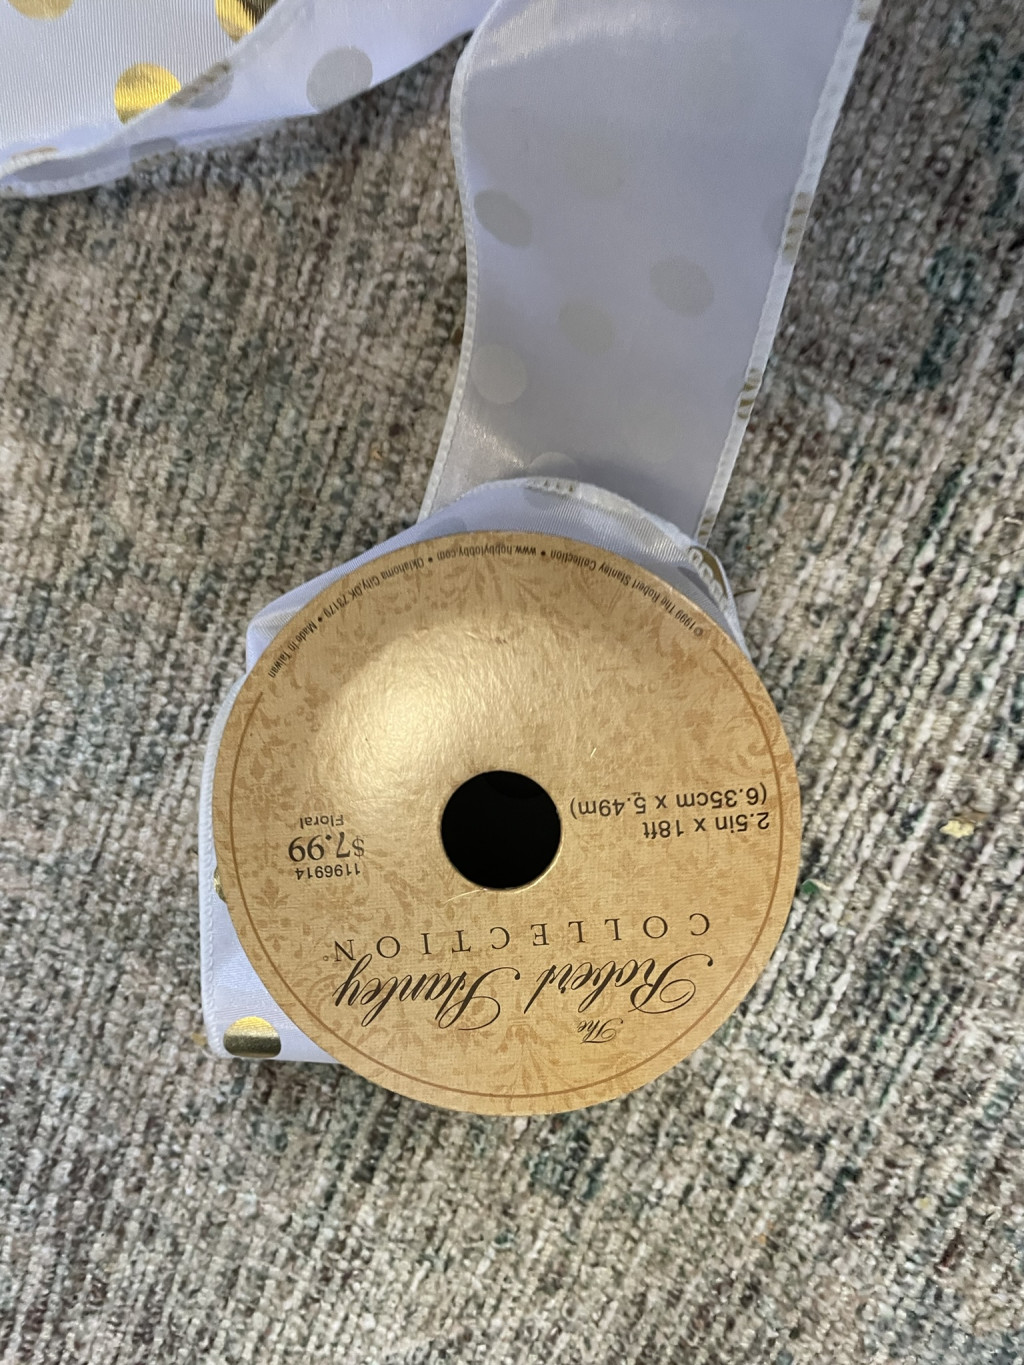 The
Robert Stanley
COLLECTION®
1196914
$7.99
Floral
2.5in x 18ft
(6.35cm x 5.49m)
©1999 The Robert Stanley Collection • www.hobbylobby.com • Oklahoma City, OK 73179 • Made in Taiwan